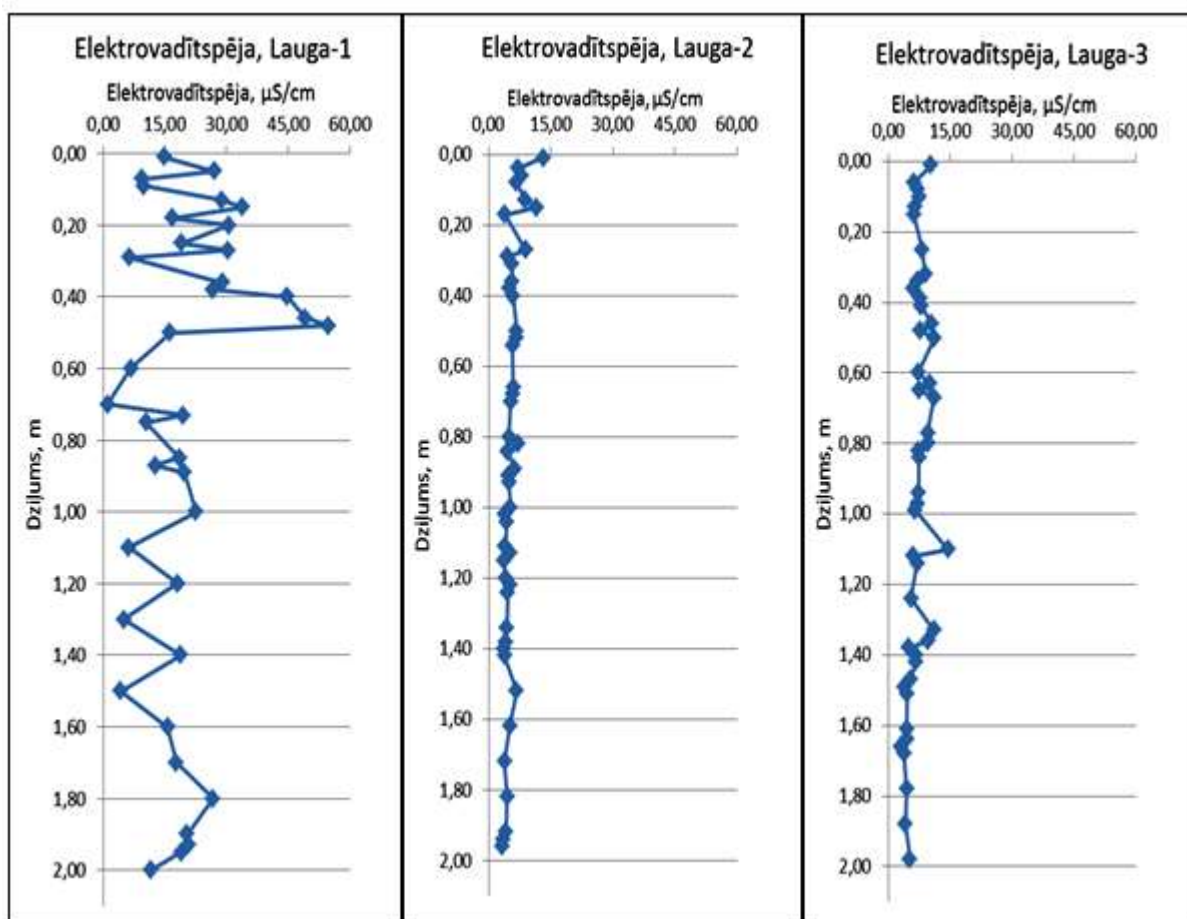 Elektrovadītspēja, Lauga-1
Elektrovadītspēja, µS/cm
0,00 15,00 30,00 45,00 60,00
0,00
0,20
0,40
0,60
0,80
1,00
1,20
1,40
1,60
1,80
2,00
Dziļums, m
Elektrovadītspēja, Lauga-2
Elektrovadītspēja, µS/cm
0,00 15,00 30,00 45,00 60,00
0,00
0,20
0,40
0,60
0,80
1,00
1,20
1,40
1,60
1,80
2,00
Dziļums, m
Elektrovadītspēja, Lauga-3
Elektrovadītspēja, µS/cm
0,00 15,00 30,00 45,00 60,00
0,00
0,20
0,40
0,60
0,80
1,00
1,20
1,40
1,60
1,80
2,00
Dziļums, m